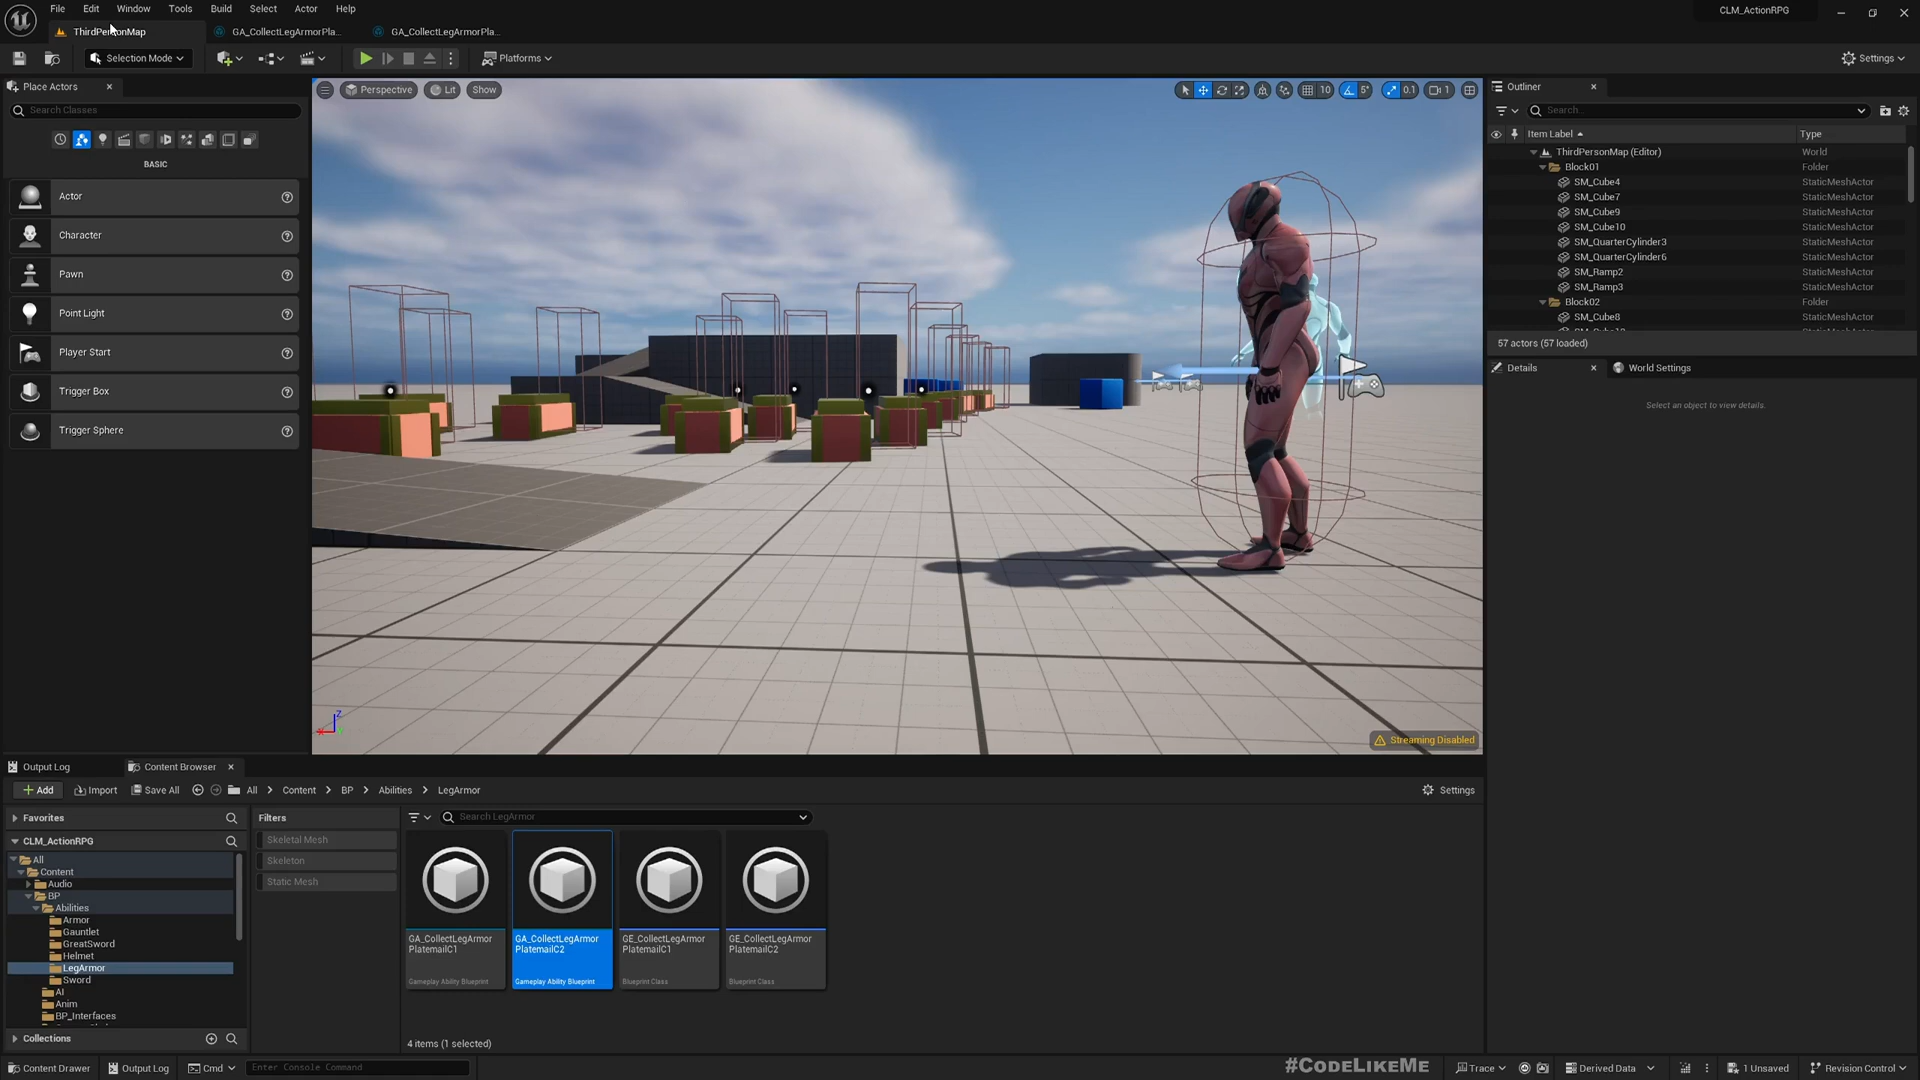 File Edit Window Tools Build Select Actor Help
CLM_ActionRPG
ThirdPersonMap
GA_CollectLegArmorPla...
GA_CollectLegArmorPla...
Selection Mode
Platforms
Settings
Place Actors
Search Classes
BASIC
Actor
Character
Pawn
Point Light
Player Start
Trigger Box
Trigger Sphere
Perspective Lit Show
10 5° 0.1 1
Streaming Disabled
Outliner
Search...
Item Label Type
ThirdPersonMap (Editor) World
Block01 Folder
SM_Cube4 StaticMeshActor
SM_Cube7 StaticMeshActor
SM_Cube9 StaticMeshActor
SM_Cube10 StaticMeshActor
SM_QuarterCylinder3 StaticMeshActor
SM_QuarterCylinder6 StaticMeshActor
SM_Ramp2 StaticMeshActor
SM_Ramp3 StaticMeshActor
Block02 Folder
SM_Cube8 StaticMeshActor
57 actors (57 loaded)
Details World Settings
Select an object to view details.
Output Log Content Browser
Add Import Save All All Content BP Abilities LegArmor Settings
Favorites
CLM_ActionRPG
All
Content
Audio
BP
Abilities
Armor
Gauntlet
GreatSword
Helmet
LegArmor
Sword
AI
Anim
BP_Interfaces
Collections
Filters
Skeletal Mesh
Skeleton
Static Mesh
Search LegArmor
GA_CollectLegArmor
PlatemailC1
Gameplay Ability Blueprint
GA_CollectLegArmor
PlatemailC2
Gameplay Ability Blueprint
GE_CollectLegArmor
PlatemailC1
Blueprint Class
GE_CollectLegArmor
PlatemailC2
Blueprint Class
4 items (1 selected)
#CODELIKEME
Content Drawer Output Log Cmd Enter Console Command
Trace Derived Data 1 Unsaved Revision Control